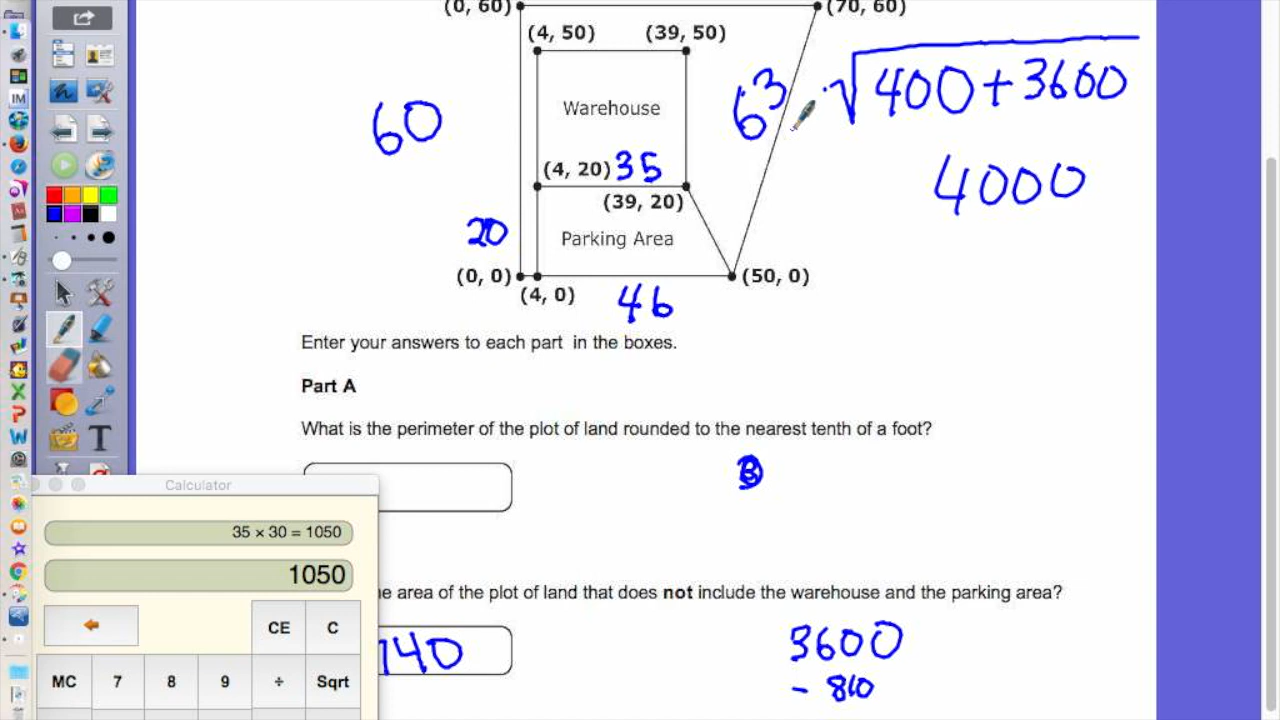 (0, 60) (70, 60)
(4, 50) (39, 50)
√400+3600
60 Warehouse 63
4000
(4, 20) 35
(39, 20)
20 Parking Area
(0, 0) (50, 0)
(4, 0) 46
Enter your answers to each part in the boxes.
Part A
What is the perimeter of the plot of land rounded to the nearest tenth of a foot?
Calculator
35 × 30 = 1050
1050
e area of the plot of land that does not include the warehouse and the parking area?
CE C
740
3600
MC 7 8 9 ÷ Sqrt
- 810
IM
T